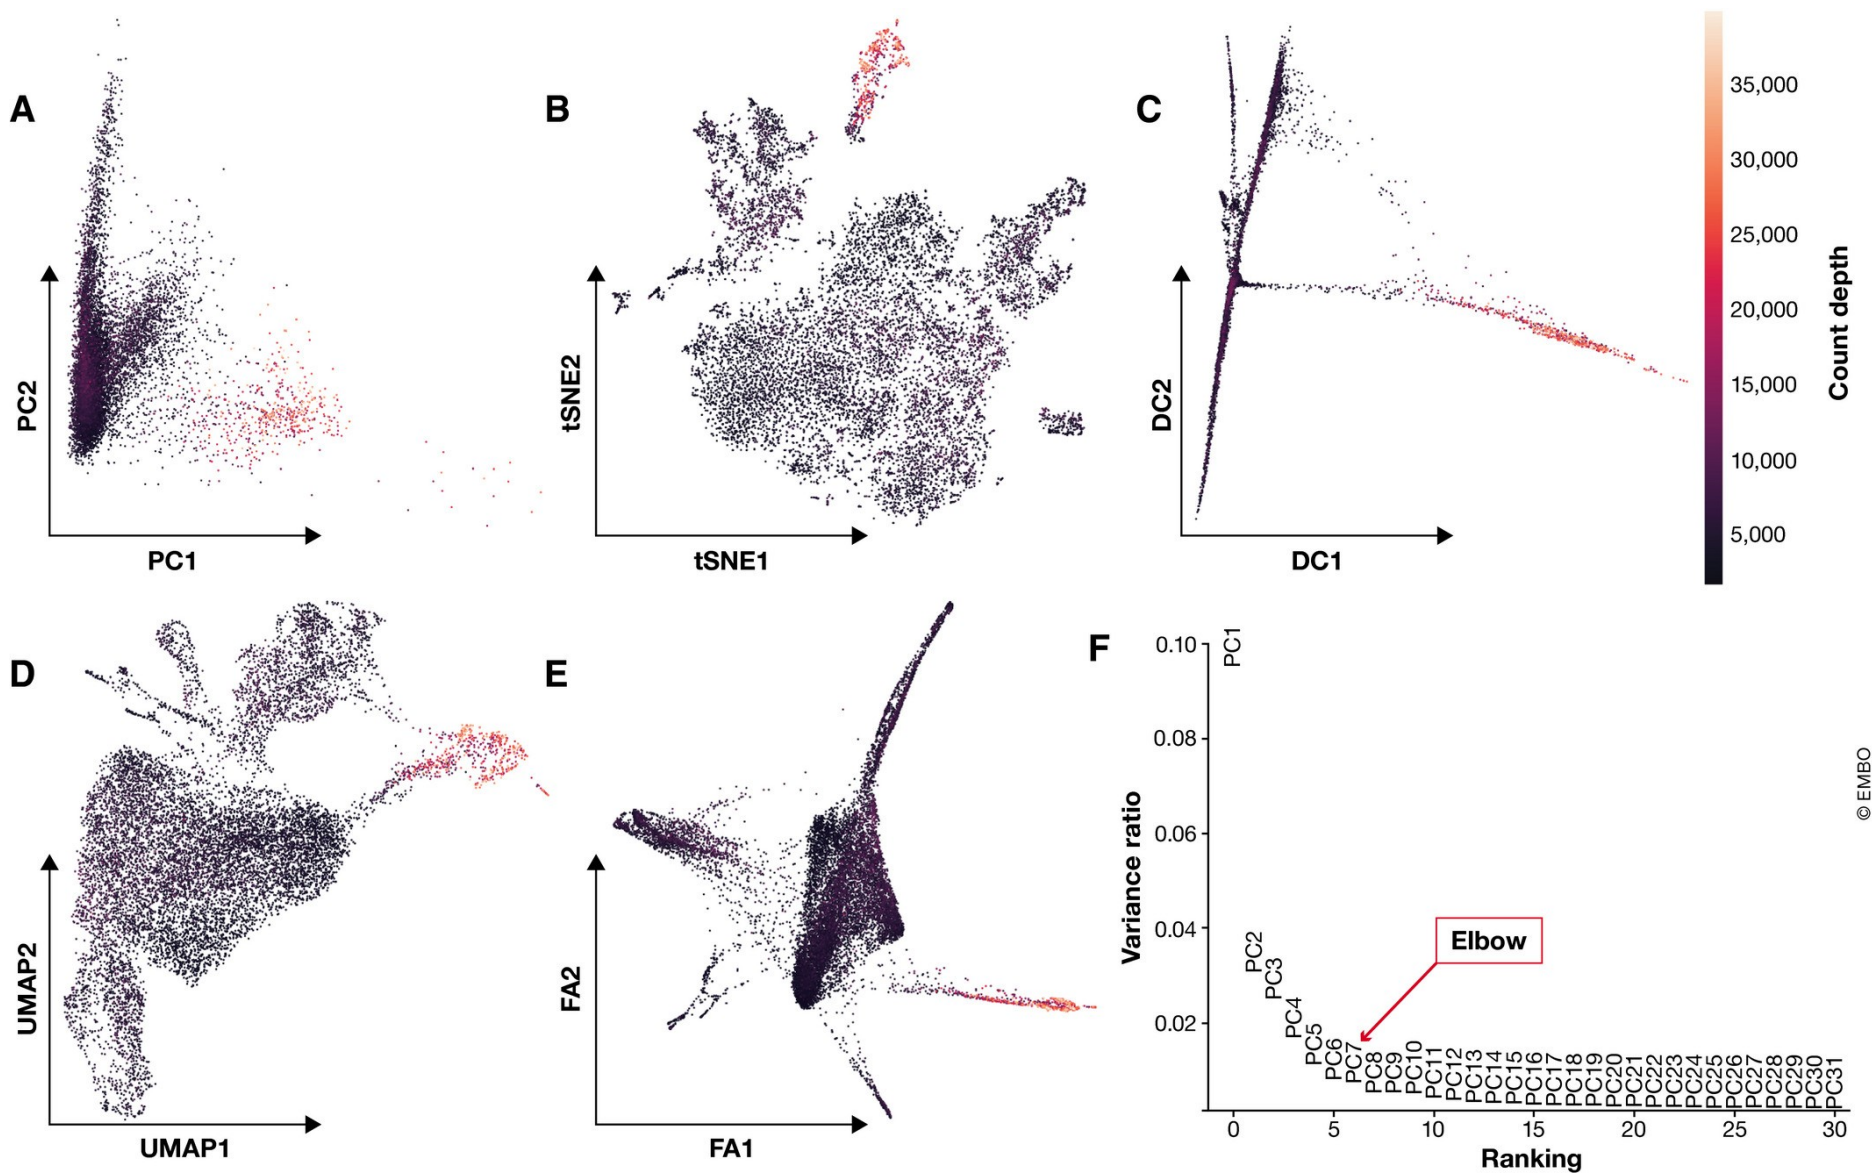 A
PC2
PC1
B
tSNE2
tSNE1
C
DC2
DC1
35,000
30,000
25,000
20,000
15,000
10,000
5,000
Count depth
D
UMAP2
UMAP1
E
FA2
FA1
F
Variance ratio
0.10
0.08
0.06
0.04
0.02
PC1
PC2
PC3
PC4
PC5
PC6
PC7
PC8
PC9
PC10
PC11
PC12
PC13
PC14
PC15
PC16
PC17
PC18
PC19
PC20
PC21
PC22
PC23
PC24
PC25
PC26
PC27
PC28
PC29
PC30
PC31
Elbow
0 5 10 15 20 25 30
Ranking
© EMBO